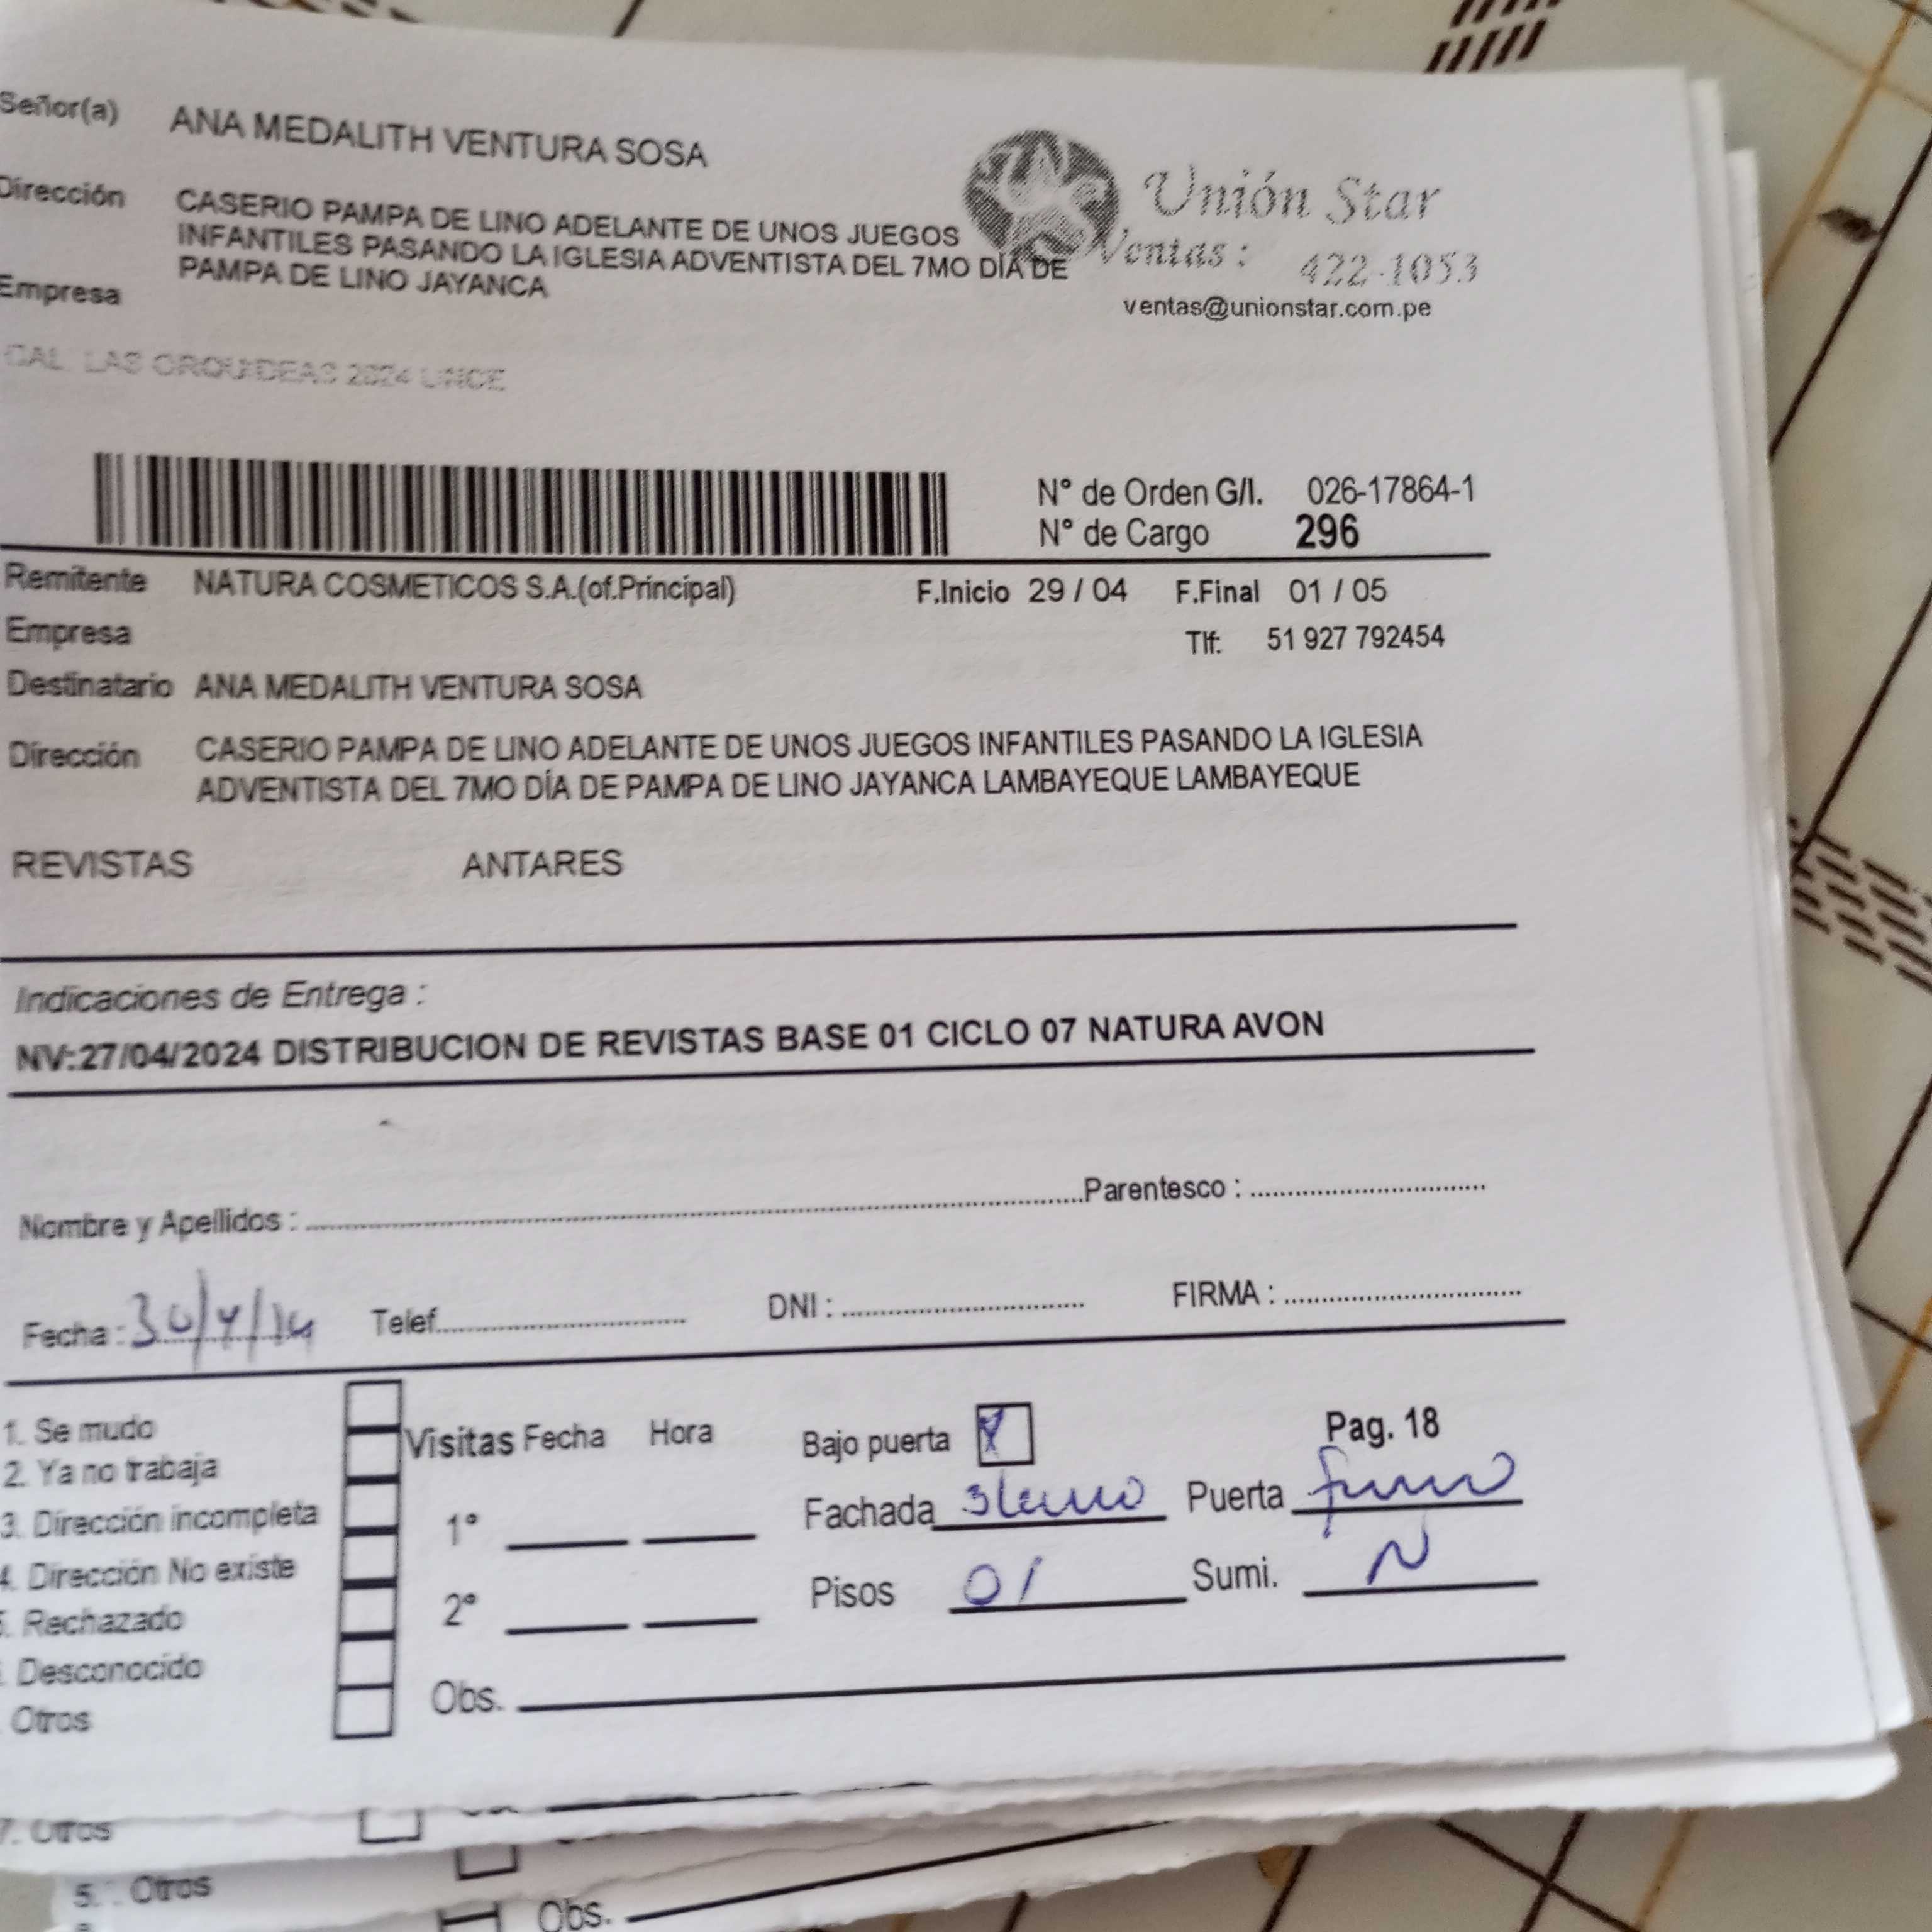 Señor(a) ANA MEDALITH VENTURA SOSA
Dirección CASERIO PAMPA DE LINO ADELANTE DE UNOS JUEGOS
INFANTILES PASANDO LA IGLESIA ADVENTISTA DEL 7MO DÍA DE
PAMPA DE LINO JAYANCA
Empresa
Unión Star
Ventas : 422-1053
ventas@unionstar.com.pe
CAL. LAS ORQUIDEAS 2624 LINCE
N° de Orden G/I. 026-17864-1
N° de Cargo 296
Remitente NATURA COSMETICOS S.A.(of.Principal) F.Inicio 29 / 04 F.Final 01 / 05
Empresa Tlf: 51 927 792454
Destinatario ANA MEDALITH VENTURA SOSA
Dirección CASERIO PAMPA DE LINO ADELANTE DE UNOS JUEGOS INFANTILES PASANDO LA IGLESIA
ADVENTISTA DEL 7MO DÍA DE PAMPA DE LINO JAYANCA LAMBAYEQUE LAMBAYEQUE
REVISTAS ANTARES
Indicaciones de Entrega :
NV:27/04/2024 DISTRIBUCION DE REVISTAS BASE 01 CICLO 07 NATURA AVON
Nombre y Apellidos : Parentesco :
Fecha : Telef. DNI : FIRMA :
1. Se mudo
2. Ya no trabaja
3. Dirección incompleta
4. Dirección No existe
5. Rechazado
Desconocido
Otros
Visitas Fecha Hora
1°
2°
Obs.
Bajo puerta Pag. 18
Fachada Puerta
Pisos 01 Sumi. N
7. Otros
5. Otros
Obs.